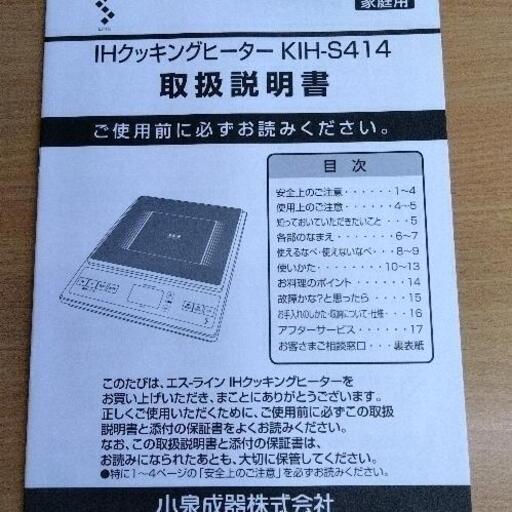 家庭用
IHクッキングヒーター KIH-S414
取扱説明書
ご使用前に必ずお読みください。
目 次
安全上のご注意・・・・・・1~4
使用上のご注意・・・・・4~5
知っておいていただきたいこと・・・5
各部のなまえ・・・・・・6~7
使えるなべ・使えないなべ・・8~9
使いかた・・・・・・・10~13
お料理のポイント・・・・・・14
故障かな?と思ったら・・・・15
お手入れのしかた・収納について・仕様・・16
アフターサービス・・・・・・17
お客さまご相談窓口・・・裏表紙
このたびは、エス-ライン IHクッキングヒーターを
お買い上げいただき、まことにありがとうございます。
正しくご使用いただくために、ご使用前に必ずこの取扱
説明書と添付の保証書をよくお読みください。
なお、この取扱説明書と添付の保証書は、
お読みになられたあとも、大切に保管してください。
●特に1~4ページの「安全上のご注意」を必ずお読みください。
小泉成器株式会社